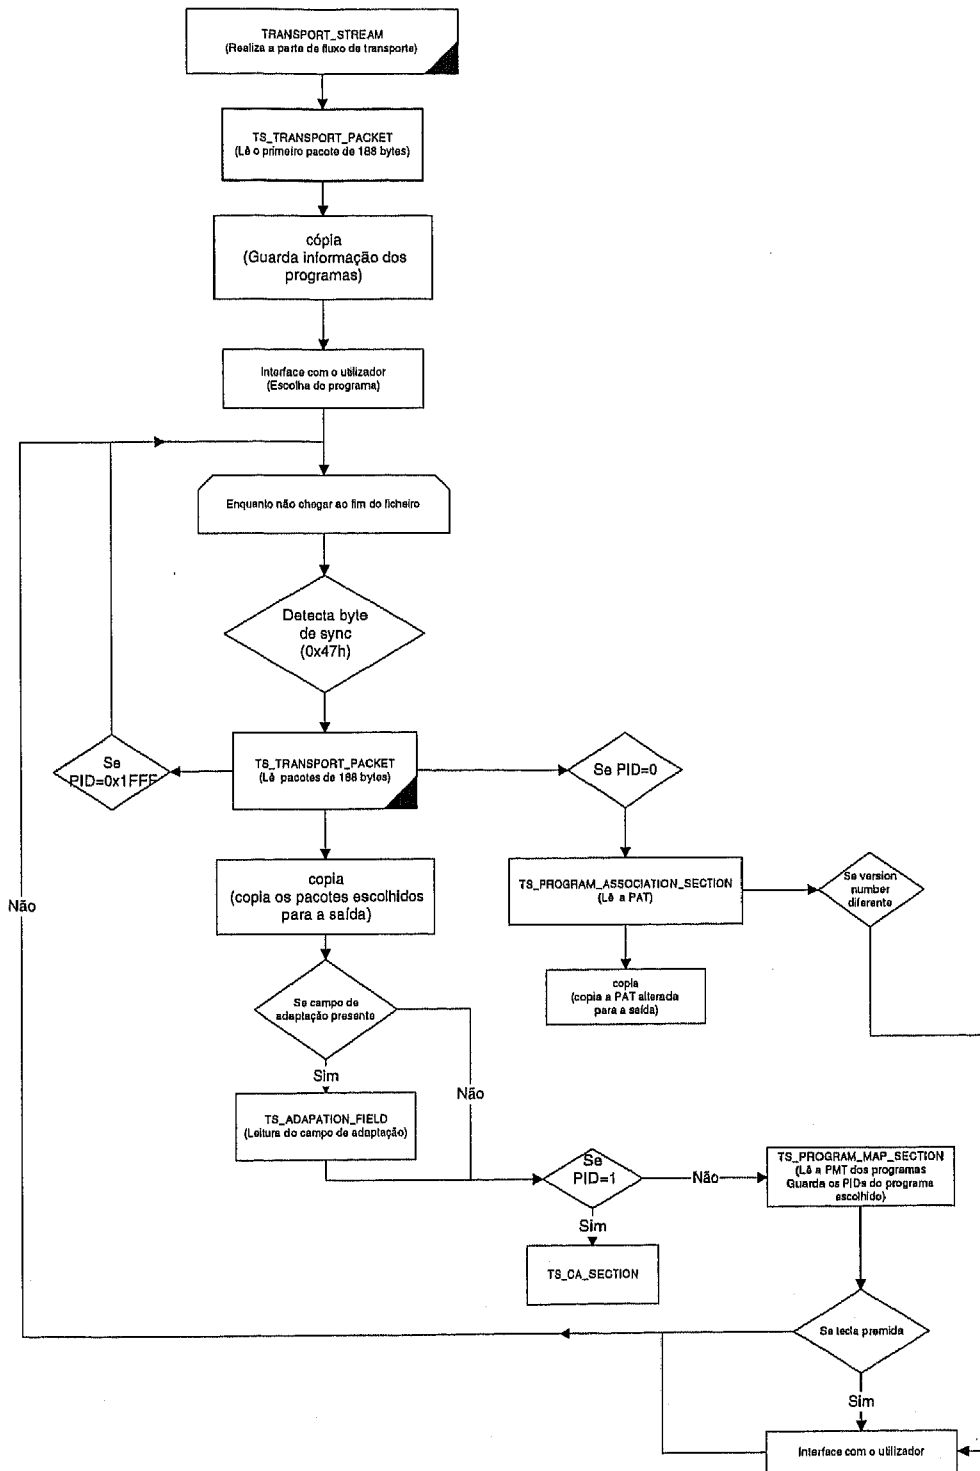 TRANSPORT_STREAM
(Realiza a parte de fluxo de transporte)
TS_TRANSPORT_PACKET
(Lê o primeiro pacote de 188 bytes)
cópia
(Guarda informação dos
programas)
Interface com o utilizador
(Escolha do programa)
Enquanto não chegar ao fim do ficheiro
Detecta byte
de sync
(0x47h)
Se
PID=0x1FFF
TS_TRANSPORT_PACKET
(Lê pacotes de 188 bytes)
Se PID=0
copia
(copia os pacotes escolhidos
para a saída)
TS_PROGRAM_ASSOCIATION_SECTION
(Lê a PAT)
Se version
number
diferente
Não
copia
(copia a PAT alterada
para a saída)
Se campo de
adaptação presente
Sim
Não
TS_ADAPATION_FIELD
(Leitura do campo de adaptação)
Se
PID=1
Não
TS_PROGRAM_MAP_SECTION
(Lê a PMT dos programas
Guarda os PIDs do programa
escolhido)
Sim
TS_CA_SECTION
Se tecla premida
Sim
Interface com o utilizador